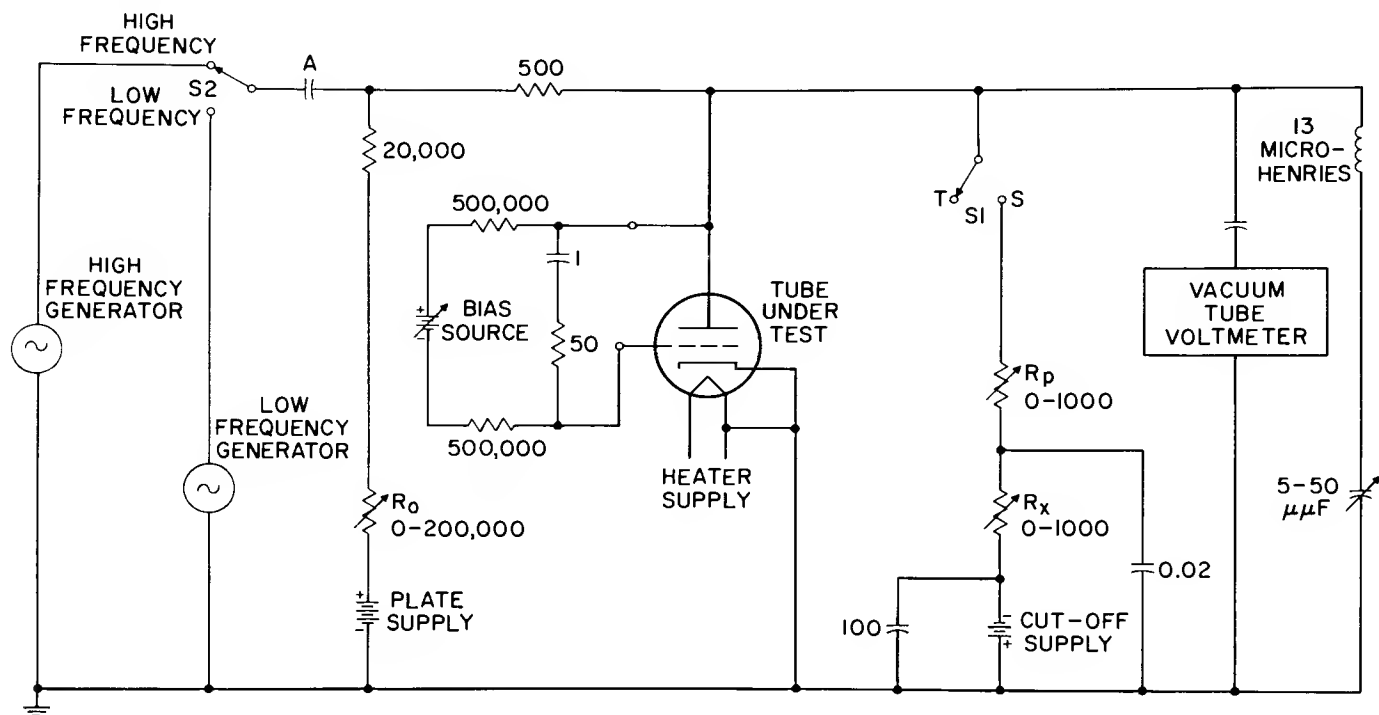 HIGH
FREQUENCY
S2
LOW
FREQUENCY
A
500
20,000
500,000
1
50
BIAS
SOURCE
500,000
HIGH
FREQUENCY
GENERATOR
LOW
FREQUENCY
GENERATOR
Ro
0-200,000
+
-
PLATE
SUPPLY
+
-
TUBE
UNDER
TEST
HEATER
SUPPLY
T
S1
S
Rp
0-1000
Rx
0-1000
100
-
+
CUT-OFF
SUPPLY
0.02
VACUUM
TUBE
VOLTMETER
13
MICRO-
HENRIES
5-50
μμF